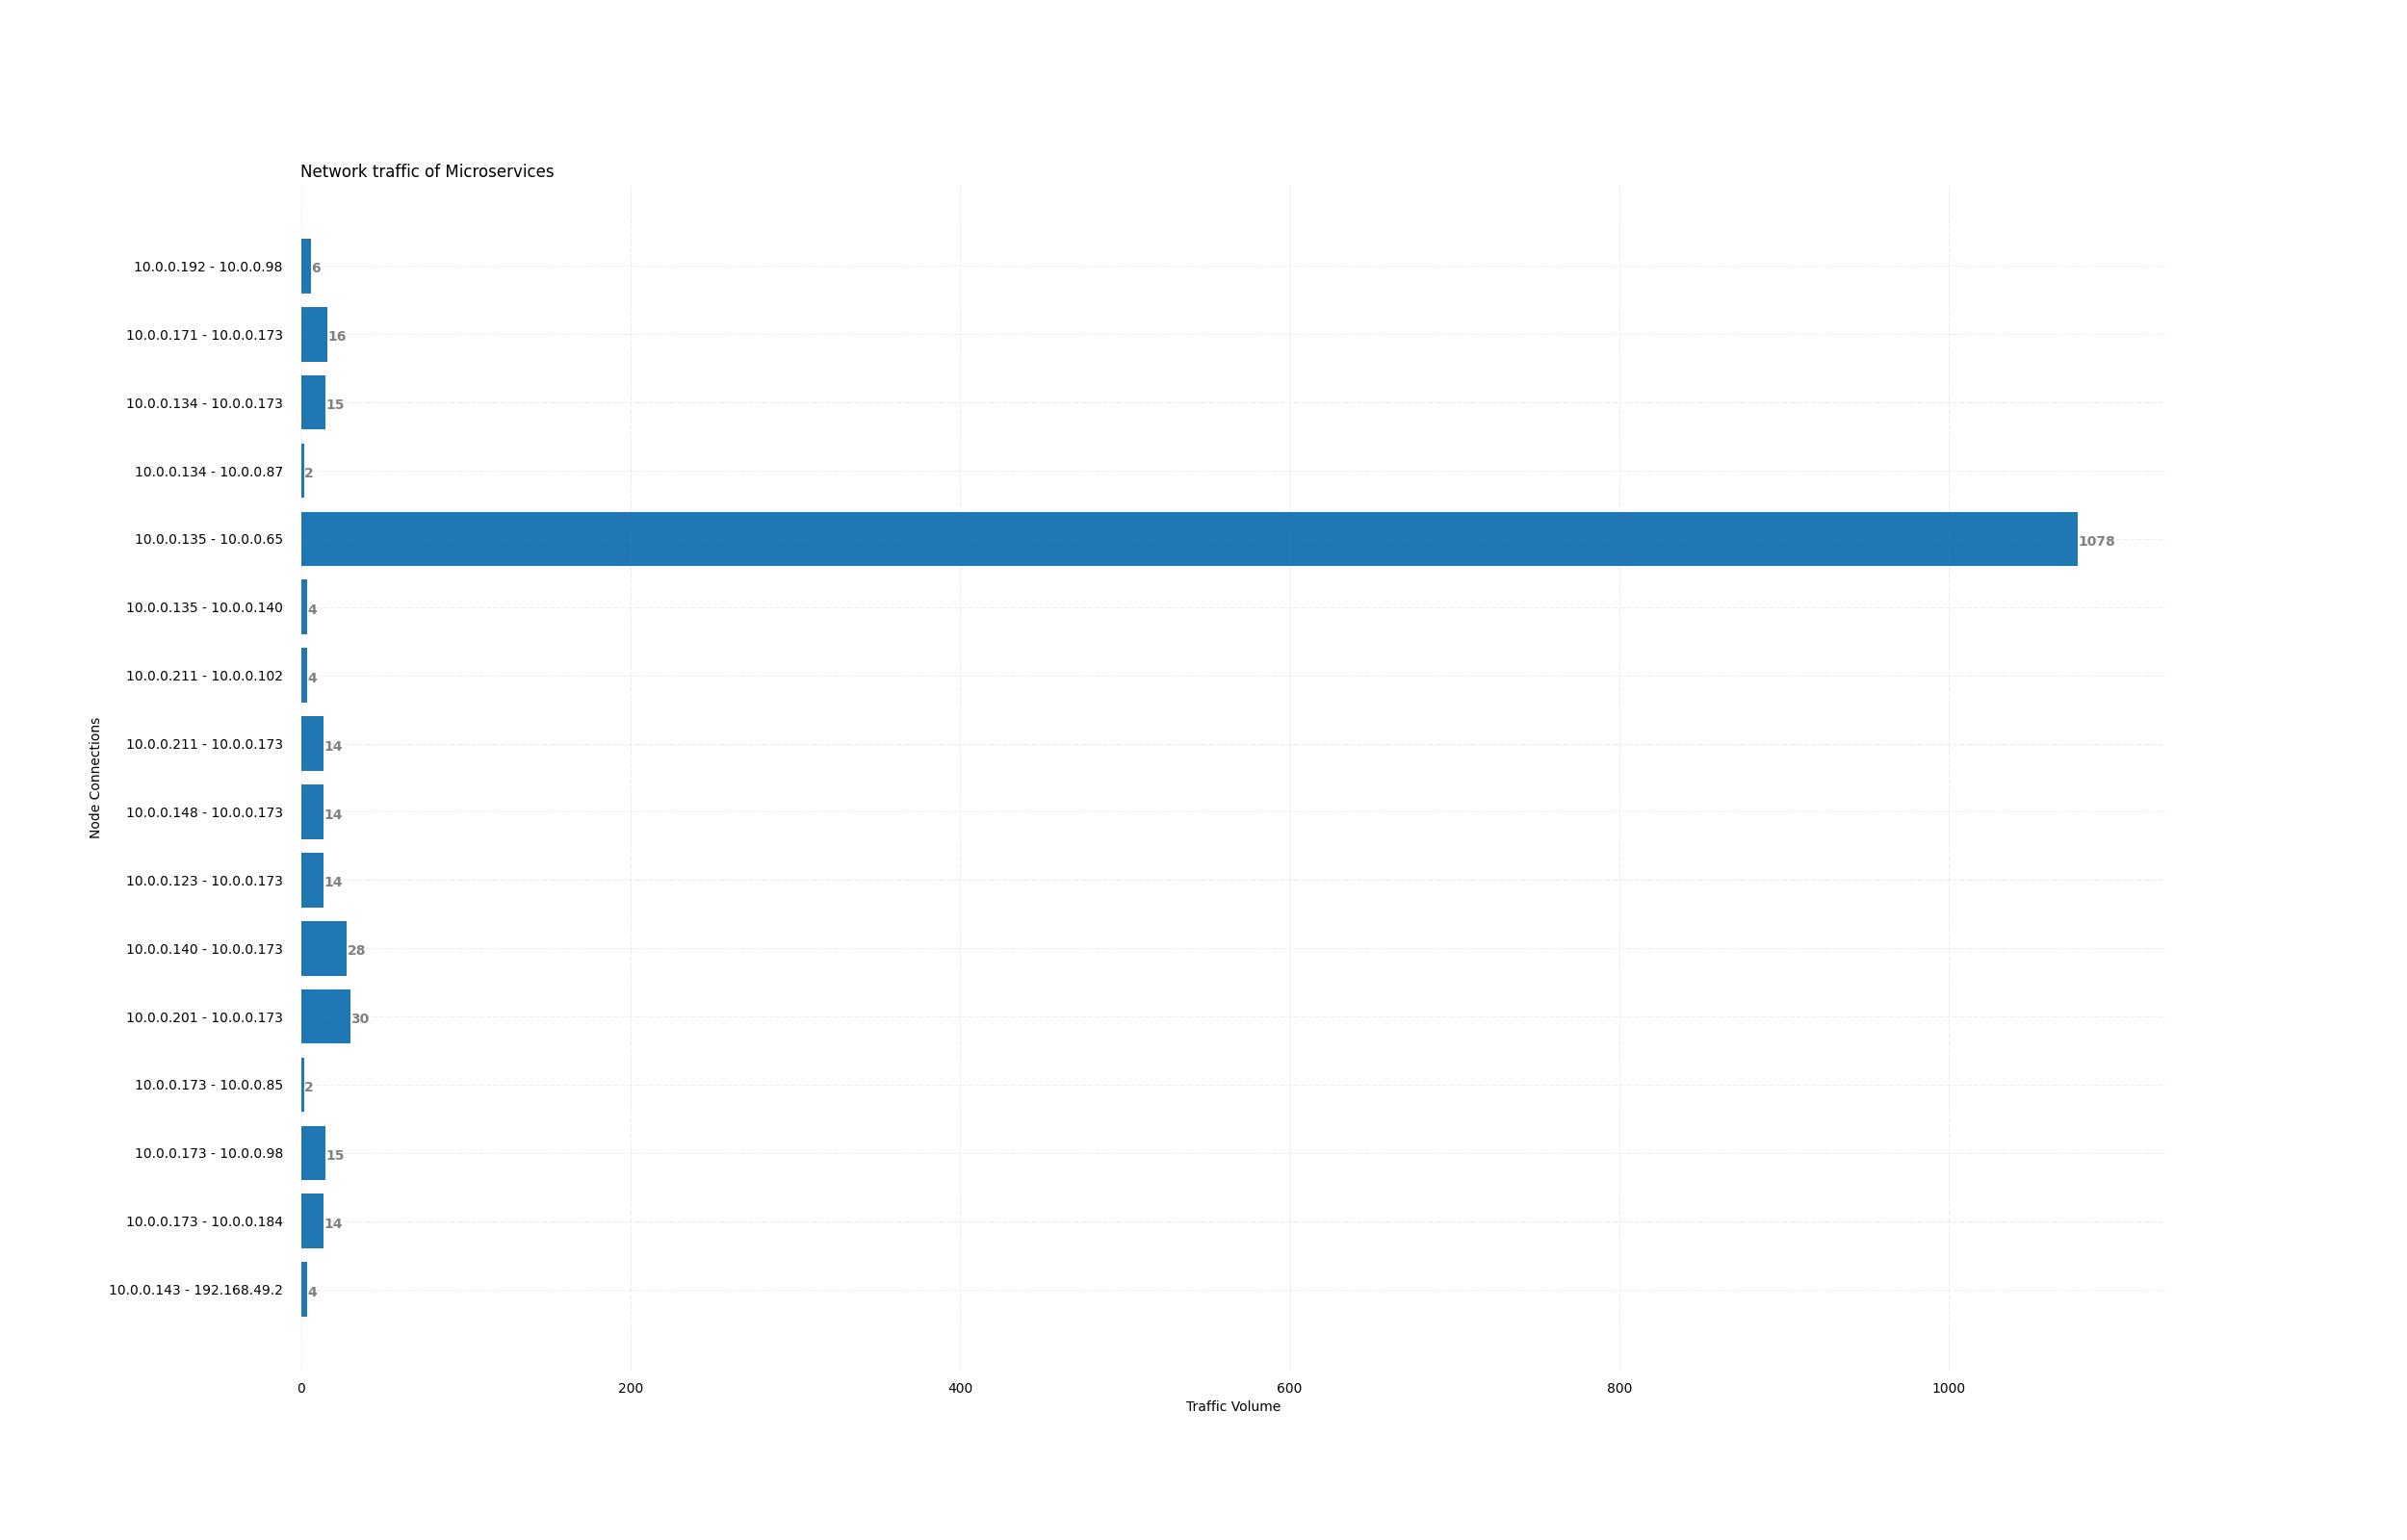 Network traffic of Microservices
10.0.0.192 - 10.0.0.98 6
10.0.0.171 - 10.0.0.173 16
10.0.0.134 - 10.0.0.173 15
10.0.0.134 - 10.0.0.87 2
10.0.0.135 - 10.0.0.65 1078
10.0.0.135 - 10.0.0.140 4
10.0.0.211 - 10.0.0.102 4
10.0.0.211 - 10.0.0.173 14
10.0.0.148 - 10.0.0.173 14
10.0.0.123 - 10.0.0.173 14
10.0.0.140 - 10.0.0.173 28
10.0.0.201 - 10.0.0.173 30
10.0.0.173 - 10.0.0.85 2
10.0.0.173 - 10.0.0.98 15
10.0.0.173 - 10.0.0.184 14
10.0.0.143 - 192.168.49.2 4
Node Connections
0 200 400 600 800 1000
Traffic Volume